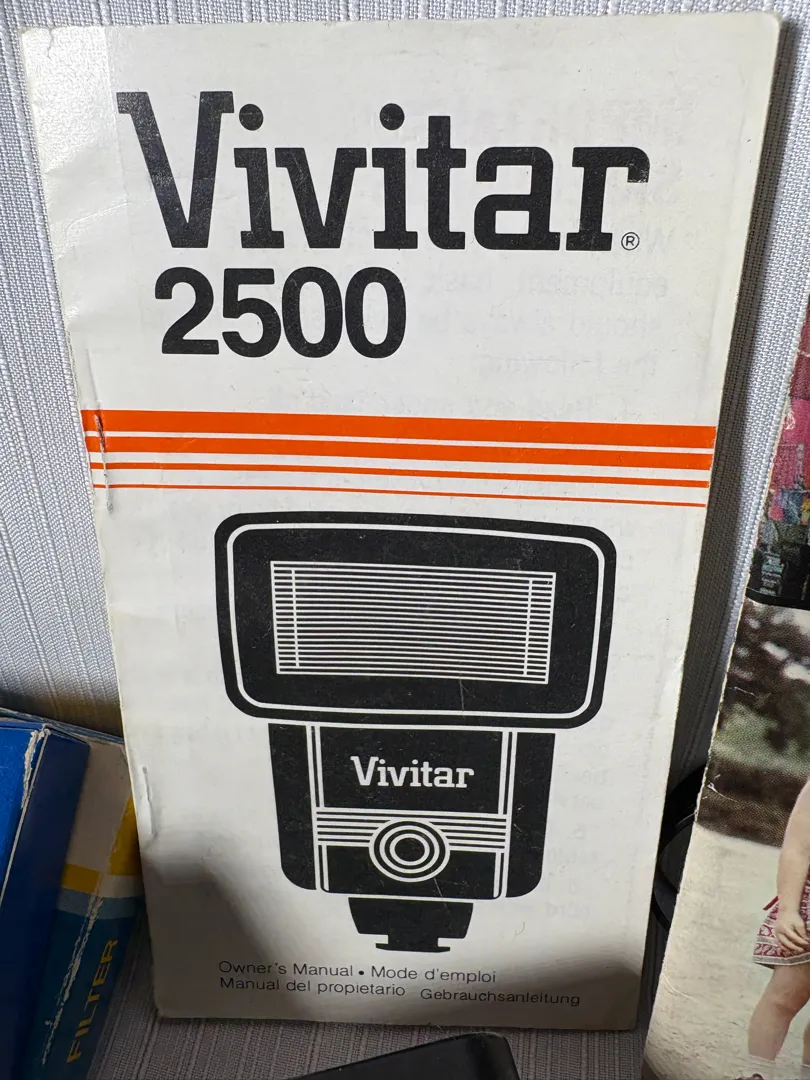 Vivitar®
2500
Vivitar
Owner's Manual • Mode d'emploi
Manual del propietario Gebrauchsanleitung
FILTER